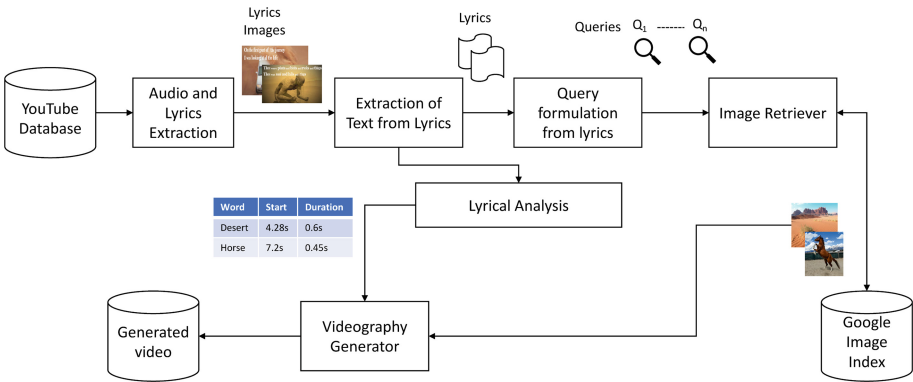 Lyrics
Images
Lyrics
Queries Q1 ------- Qn
YouTube
Database
Audio and
Lyrics
Extraction
Extraction of
Text from Lyrics
Query
formulation
from lyrics
Image Retriever
Lyrical Analysis
Word Start Duration
Desert 4.28s 0.6s
Horse 7.2s 0.45s
Generated
video
Videography
Generator
Google
Image
Index